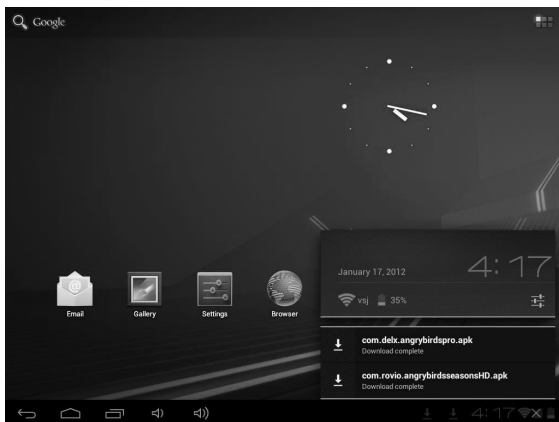 Google
4:17
January 17, 2012
vsj 35%
Email Gallery Settings Browser
com.delx.angrybirdspro.apk
Download complete
com.rovio.angrybirdsseasonsHD.apk
Download complete
4:17